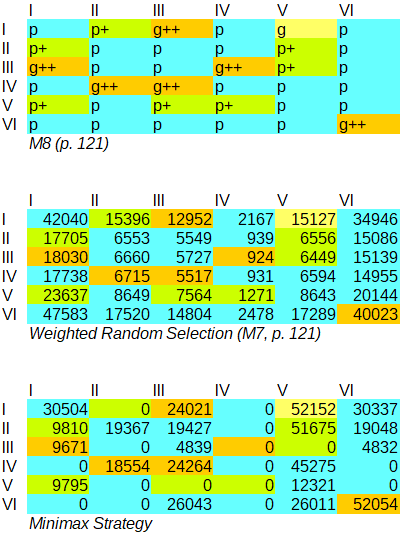 I II III IV V VI
I p p+ g++ p g p
II p+ p p p p+ p
III g++ p p g++ p+ p
IV p g++ g++ p p p
V p+ p p+ p+ p p
VI p p p p p g++
M8 (p. 121)
I II III IV V VI
I 42040 15396 12952 2167 15127 34946
II 17705 6553 5549 939 6556 15086
III 18030 6660 5727 924 6449 15139
IV 17738 6715 5517 931 6594 14955
V 23637 8649 7564 1271 8643 20144
VI 47583 17520 14804 2478 17289 40023
Weighted Random Selection (M7, p. 121)
I II III IV V VI
I 30504 0 24021 0 52152 30337
II 9810 19367 19427 0 51675 19048
III 9671 0 4839 0 0 4832
IV 0 18554 24264 0 45275 0
V 9795 0 0 0 12321 0
VI 0 0 26043 0 26011 52054
Minimax Strategy